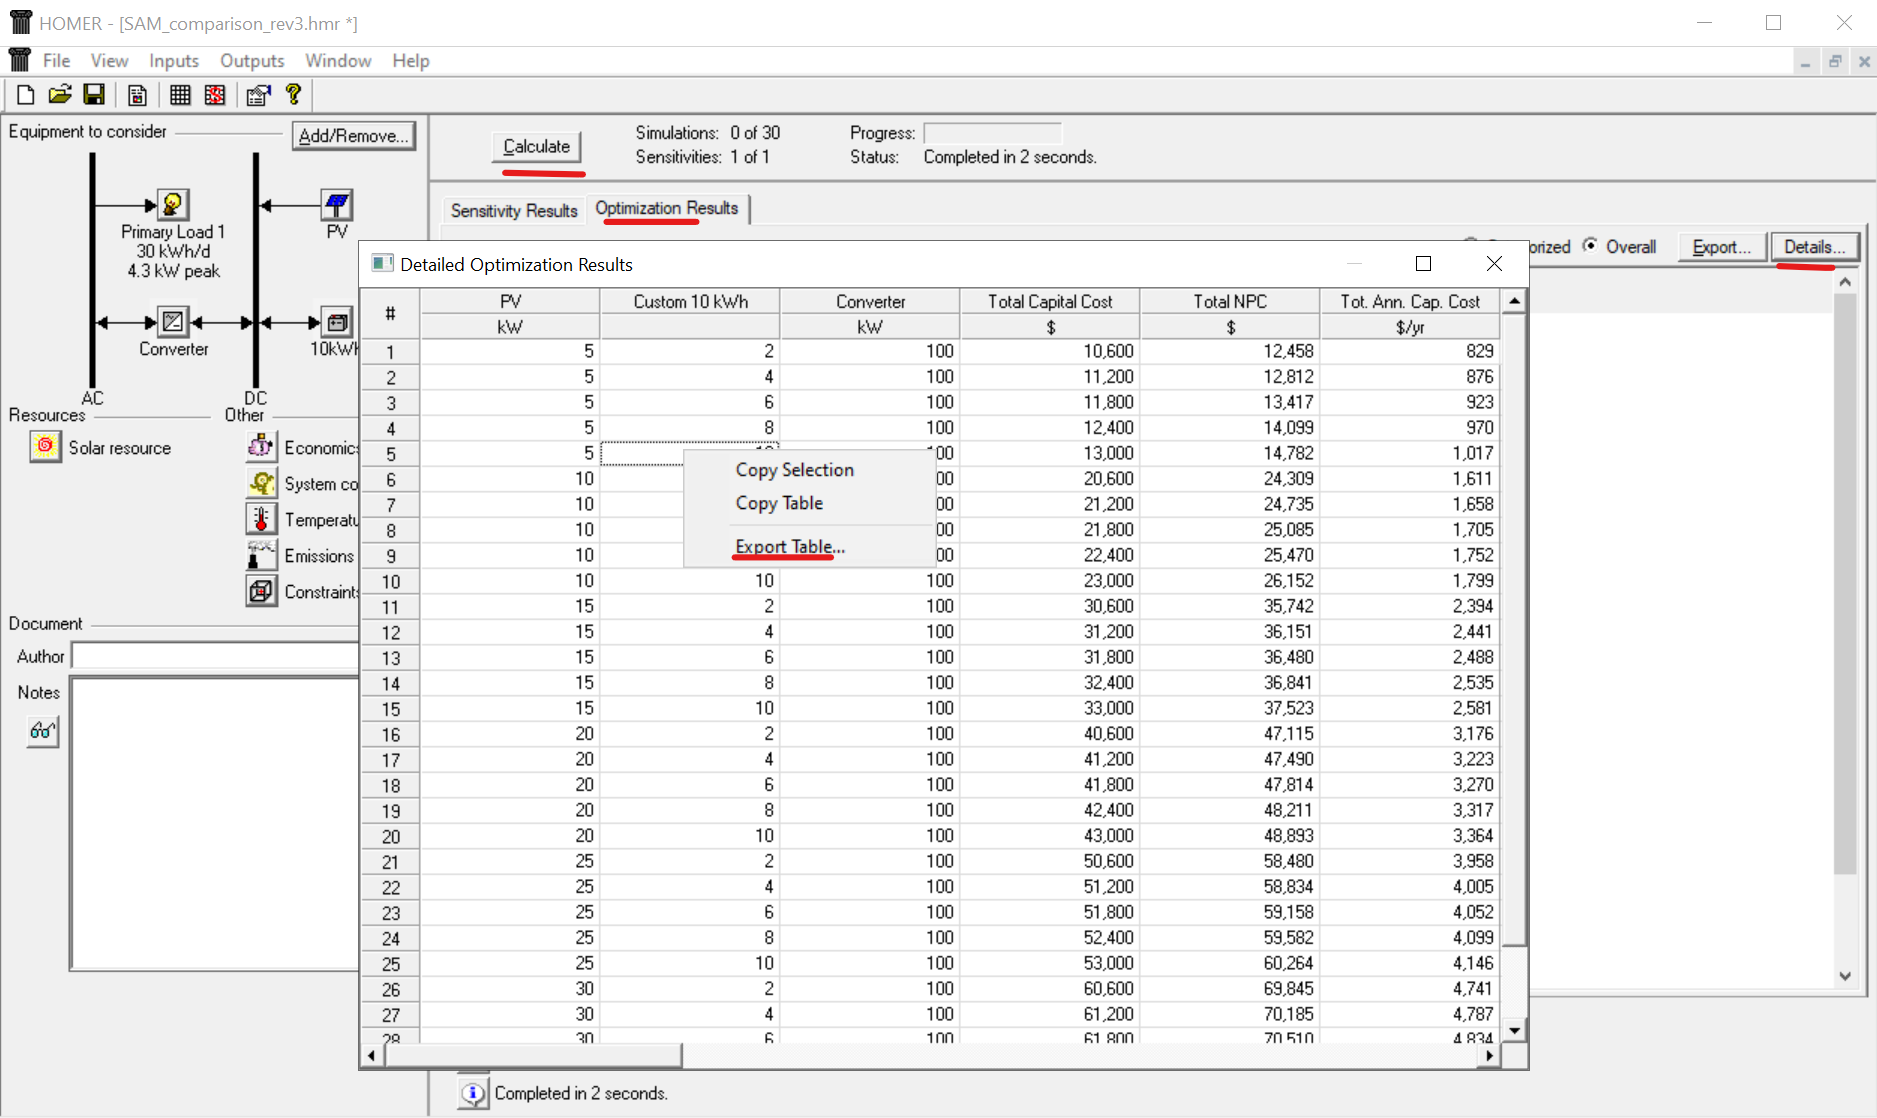 HOMER - [SAM_comparison_rev3.hmr *]
File View Inputs Outputs Window Help
Equipment to consider
Add/Remove...
Primary Load 1
30 kWh/d
4.3 kW peak
PV
Converter
10kWh
AC
DC
Resources
Other
Solar resource
Economics
System co
Temperatu
Emissions
Constraints
Document
Author
Notes
Calculate
Simulations: 0 of 30
Sensitivities: 1 of 1
Progress:
Status: Completed in 2 seconds.
Sensitivity Results
Optimization Results
orized
Overall
Export...
Details...
Detailed Optimization Results
# PV Custom 10 kWh Converter Total Capital Cost Total NPC Tot. Ann. Cap. Cost
kW kW $ $ $/yr
1 5 2 100 10,600 12,458 829
2 5 4 100 11,200 12,812 876
3 5 6 100 11,800 13,417 923
4 5 8 100 12,400 14,099 970
5 5 00 13,000 14,782 1,017
6 10 00 20,600 24,309 1,611
7 10 00 21,200 24,735 1,658
8 10 00 21,800 25,085 1,705
9 10 00 22,400 25,470 1,752
10 10 10 100 23,000 26,152 1,799
11 15 2 100 30,600 35,742 2,394
12 15 4 100 31,200 36,151 2,441
13 15 6 100 31,800 36,480 2,488
14 15 8 100 32,400 36,841 2,535
15 15 10 100 33,000 37,523 2,581
16 20 2 100 40,600 47,115 3,176
17 20 4 100 41,200 47,490 3,223
18 20 6 100 41,800 47,814 3,270
19 20 8 100 42,400 48,211 3,317
20 20 10 100 43,000 48,893 3,364
21 25 2 100 50,600 58,480 3,958
22 25 4 100 51,200 58,834 4,005
23 25 6 100 51,800 59,158 4,052
24 25 8 100 52,400 59,582 4,099
25 25 10 100 53,000 60,264 4,146
26 30 2 100 60,600 69,845 4,741
27 30 4 100 61,200 70,185 4,787
28 30 6 100 61,800 70,510 4,834
Copy Selection
Copy Table
Export Table...
Completed in 2 seconds.